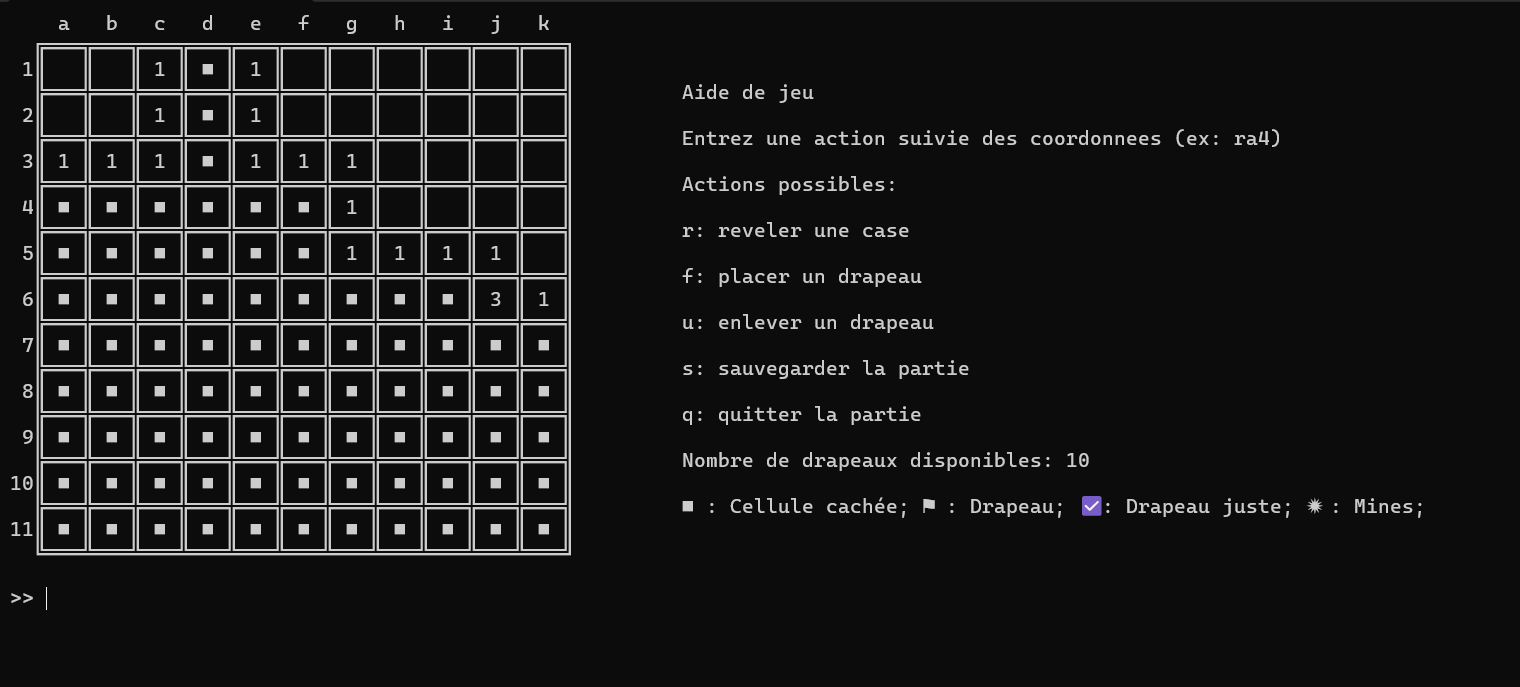 a b c d e f g h i j k
1 1 ■ 1
2 1 ■ 1
3 1 1 1 ■ 1 1 1
4 ■ ■ ■ ■ ■ ■ 1
5 ■ ■ ■ ■ ■ ■ 1 1 1 1
6 ■ ■ ■ ■ ■ ■ ■ ■ ■ 3 1
7 ■ ■ ■ ■ ■ ■ ■ ■ ■ ■ ■
8 ■ ■ ■ ■ ■ ■ ■ ■ ■ ■ ■
9 ■ ■ ■ ■ ■ ■ ■ ■ ■ ■ ■
10 ■ ■ ■ ■ ■ ■ ■ ■ ■ ■ ■
11 ■ ■ ■ ■ ■ ■ ■ ■ ■ ■ ■
Aide de jeu
Entrez une action suivie des coordonnees (ex: ra4)
Actions possibles:
r: reveler une case
f: placer un drapeau
u: enlever un drapeau
s: sauvegarder la partie
q: quitter la partie
Nombre de drapeaux disponibles: 10
■ : Cellule cachée; ⚑ : Drapeau; ☑: Drapeau juste; ✹ : Mines;
>>